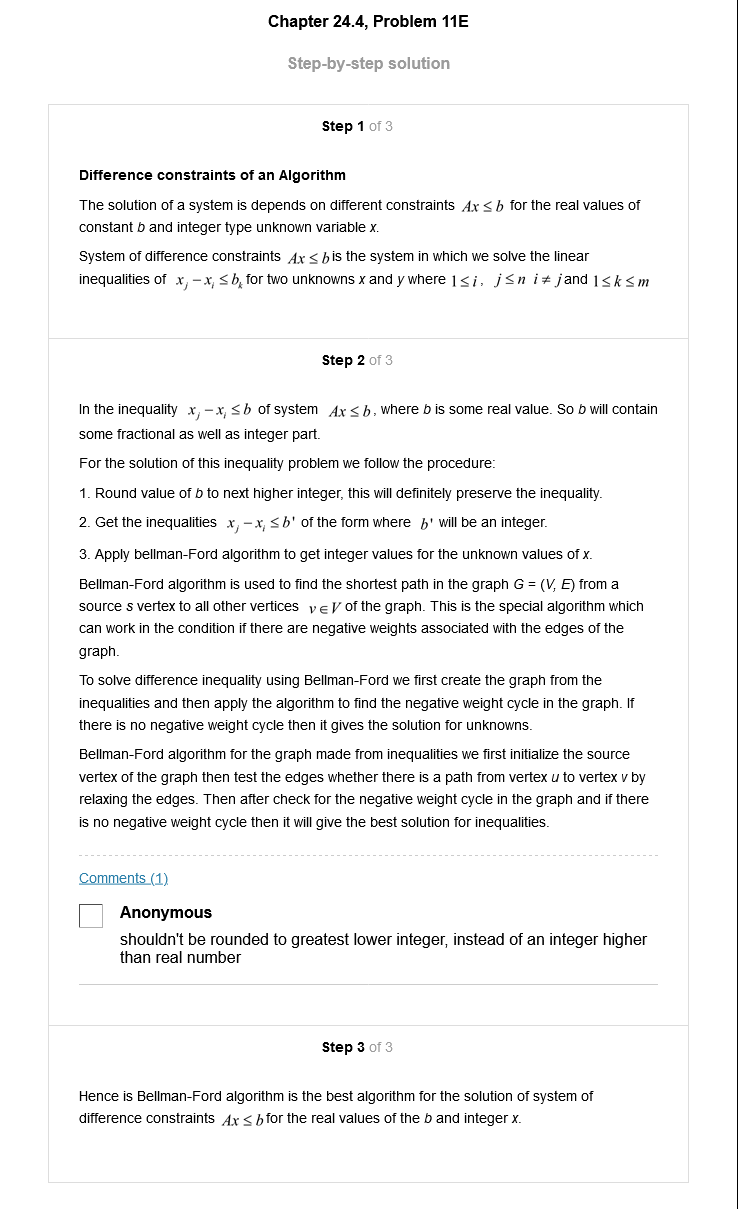 Chapter 24.4, Problem 11E
Step-by-step solution
Step 1 of 3
Difference constraints of an Algorithm
The solution of a system is depends on different constraints Ax ≤ b for the real values of
constant b and integer type unknown variable x.
System of difference constraints Ax ≤ b is the system in which we solve the linear
inequalities of x_j − x_i ≤ b_k for two unknowns x and y where 1 ≤ i, j ≤ n i ≠ j and 1 ≤ k ≤ m
Step 2 of 3
In the inequality x_j − x_i ≤ b of system Ax ≤ b, where b is some real value. So b will contain
some fractional as well as integer part.
For the solution of this inequality problem we follow the procedure:
1. Round value of b to next higher integer, this will definitely preserve the inequality.
2. Get the inequalities x_j − x_i ≤ b' of the form where b' will be an integer.
3. Apply bellman-Ford algorithm to get integer values for the unknown values of x.
Bellman-Ford algorithm is used to find the shortest path in the graph G = (V, E) from a
source s vertex to all other vertices v ∈ V of the graph. This is the special algorithm which
can work in the condition if there are negative weights associated with the edges of the
graph.
To solve difference inequality using Bellman-Ford we first create the graph from the
inequalities and then apply the algorithm to find the negative weight cycle in the graph. If
there is no negative weight cycle then it gives the solution for unknowns.
Bellman-Ford algorithm for the graph made from inequalities we first initialize the source
vertex of the graph then test the edges whether there is a path from vertex u to vertex v by
relaxing the edges. Then after check for the negative weight cycle in the graph and if there
is no negative weight cycle then it will give the best solution for inequalities.
Comments (1)
Anonymous
shouldn't be rounded to greatest lower integer, instead of an integer higher
than real number
Step 3 of 3
Hence is Bellman-Ford algorithm is the best algorithm for the solution of system of
difference constraints Ax ≤ b for the real values of the b and integer x.